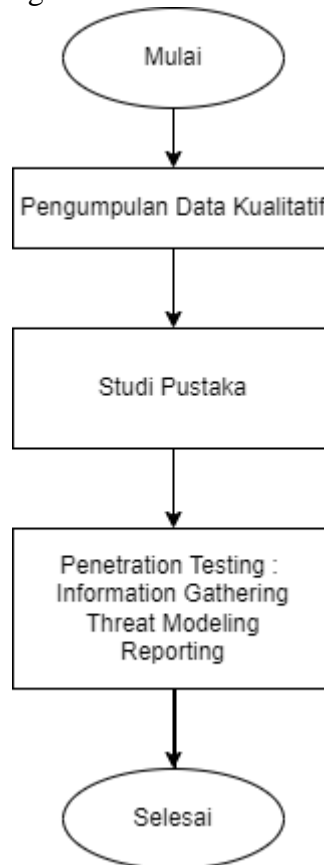 Mulai
Pengumpulan Data Kualitatif
Studi Pustaka
Penetration Testing :
Information Gathering
Threat Modeling
Reporting
Selesai